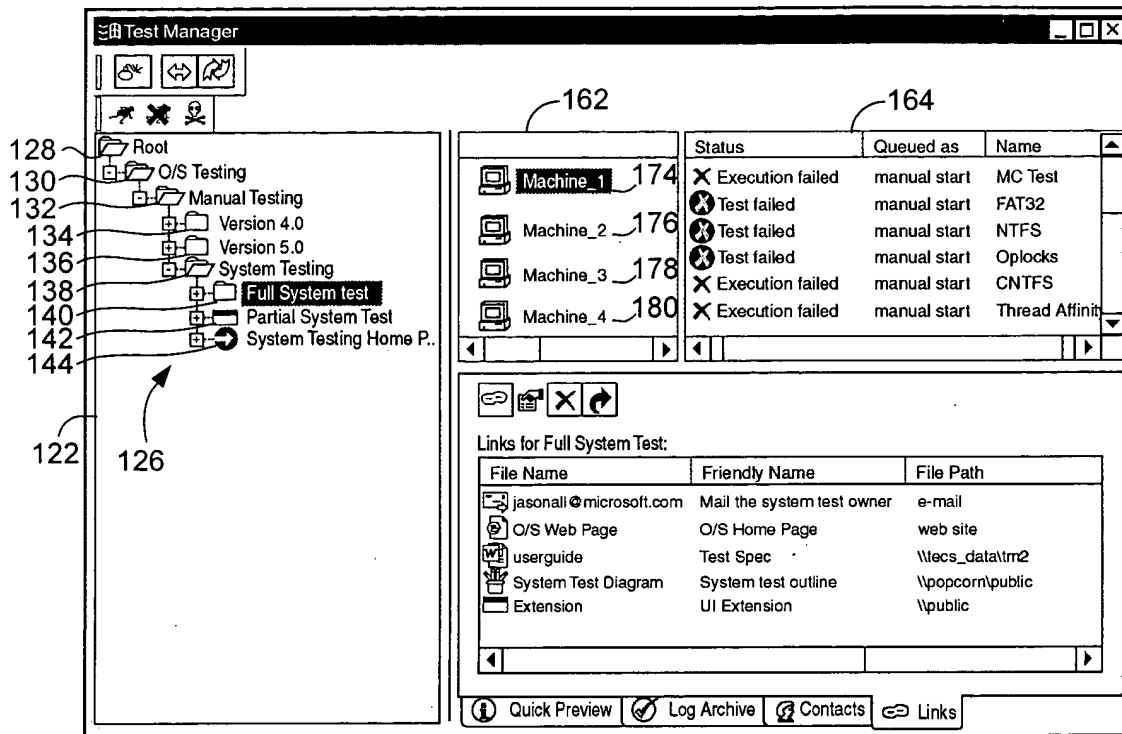 Test Manager
162
164
128
Root
130
O/S Testing
132
Manual Testing
134
Version 4.0
136
Version 5.0
138
System Testing
140
Full System test
142
Partial System Test
144
System Testing Home P..
122
126
Machine_1 174
Machine_2 176
Machine_3 178
Machine_4 180
Status Queued as Name
Execution failed manual start MC Test
Test failed manual start FAT32
Test failed manual start NTFS
Test failed manual start Oplocks
Execution failed manual start CNTFS
Execution failed manual start Thread Affinit
Links for Full System Test:
File Name Friendly Name File Path
jasonall@microsoft.com Mail the system test owner e-mail
O/S Web Page O/S Home Page web site
userguide Test Spec \\tecs_data\tm2
System Test Diagram System test outline \\popcorn\public
Extension UI Extension \\public
Quick Preview Log Archive Contacts Links